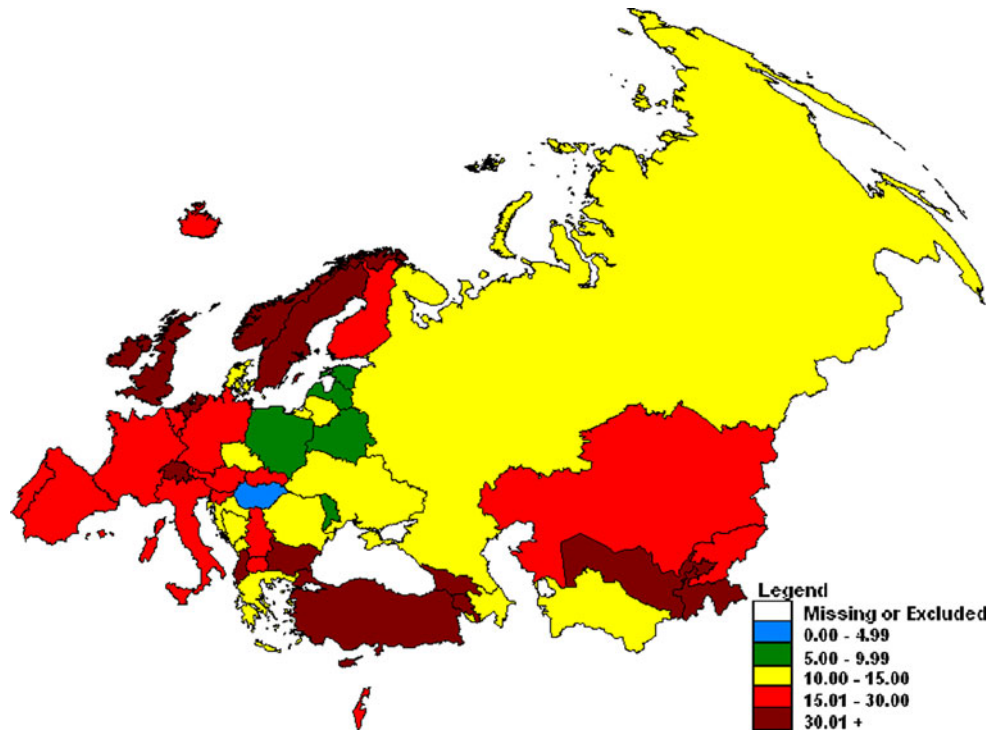 Legend
Missing or Excluded
0.00 - 4.99
5.00 - 9.99
10.00 - 15.00
15.01 - 30.00
30.01 +